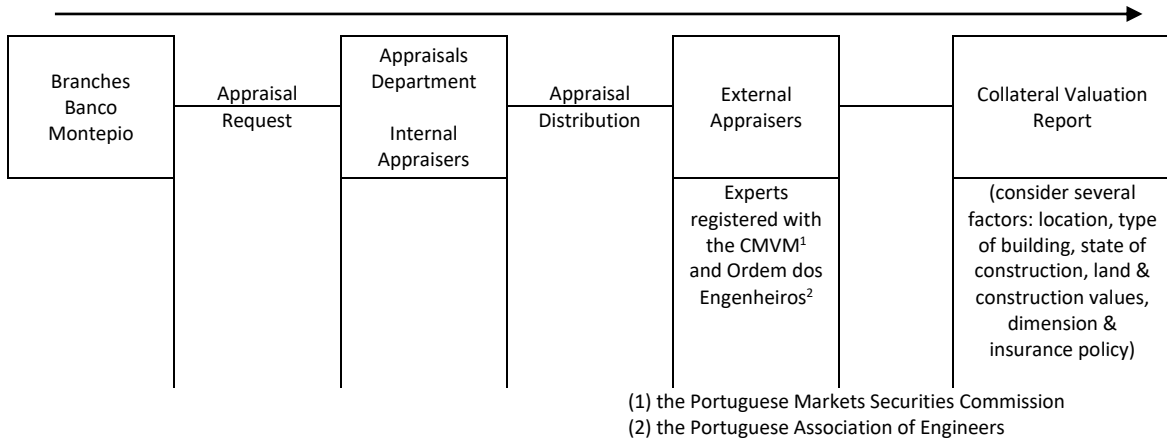 Branches
Banco
Montepio
Appraisal
Request
Appraisals
Department
Internal
Appraisers
Appraisal
Distribution
External
Appraisers
Experts
registered with
the CMVM¹
and Ordem dos
Engenheiros²
Collateral Valuation
Report
(consider several
factors: location, type
of building, state of
construction, land &
construction values,
dimension &
insurance policy)
(1) the Portuguese Markets Securities Commission
(2) the Portuguese Association of Engineers